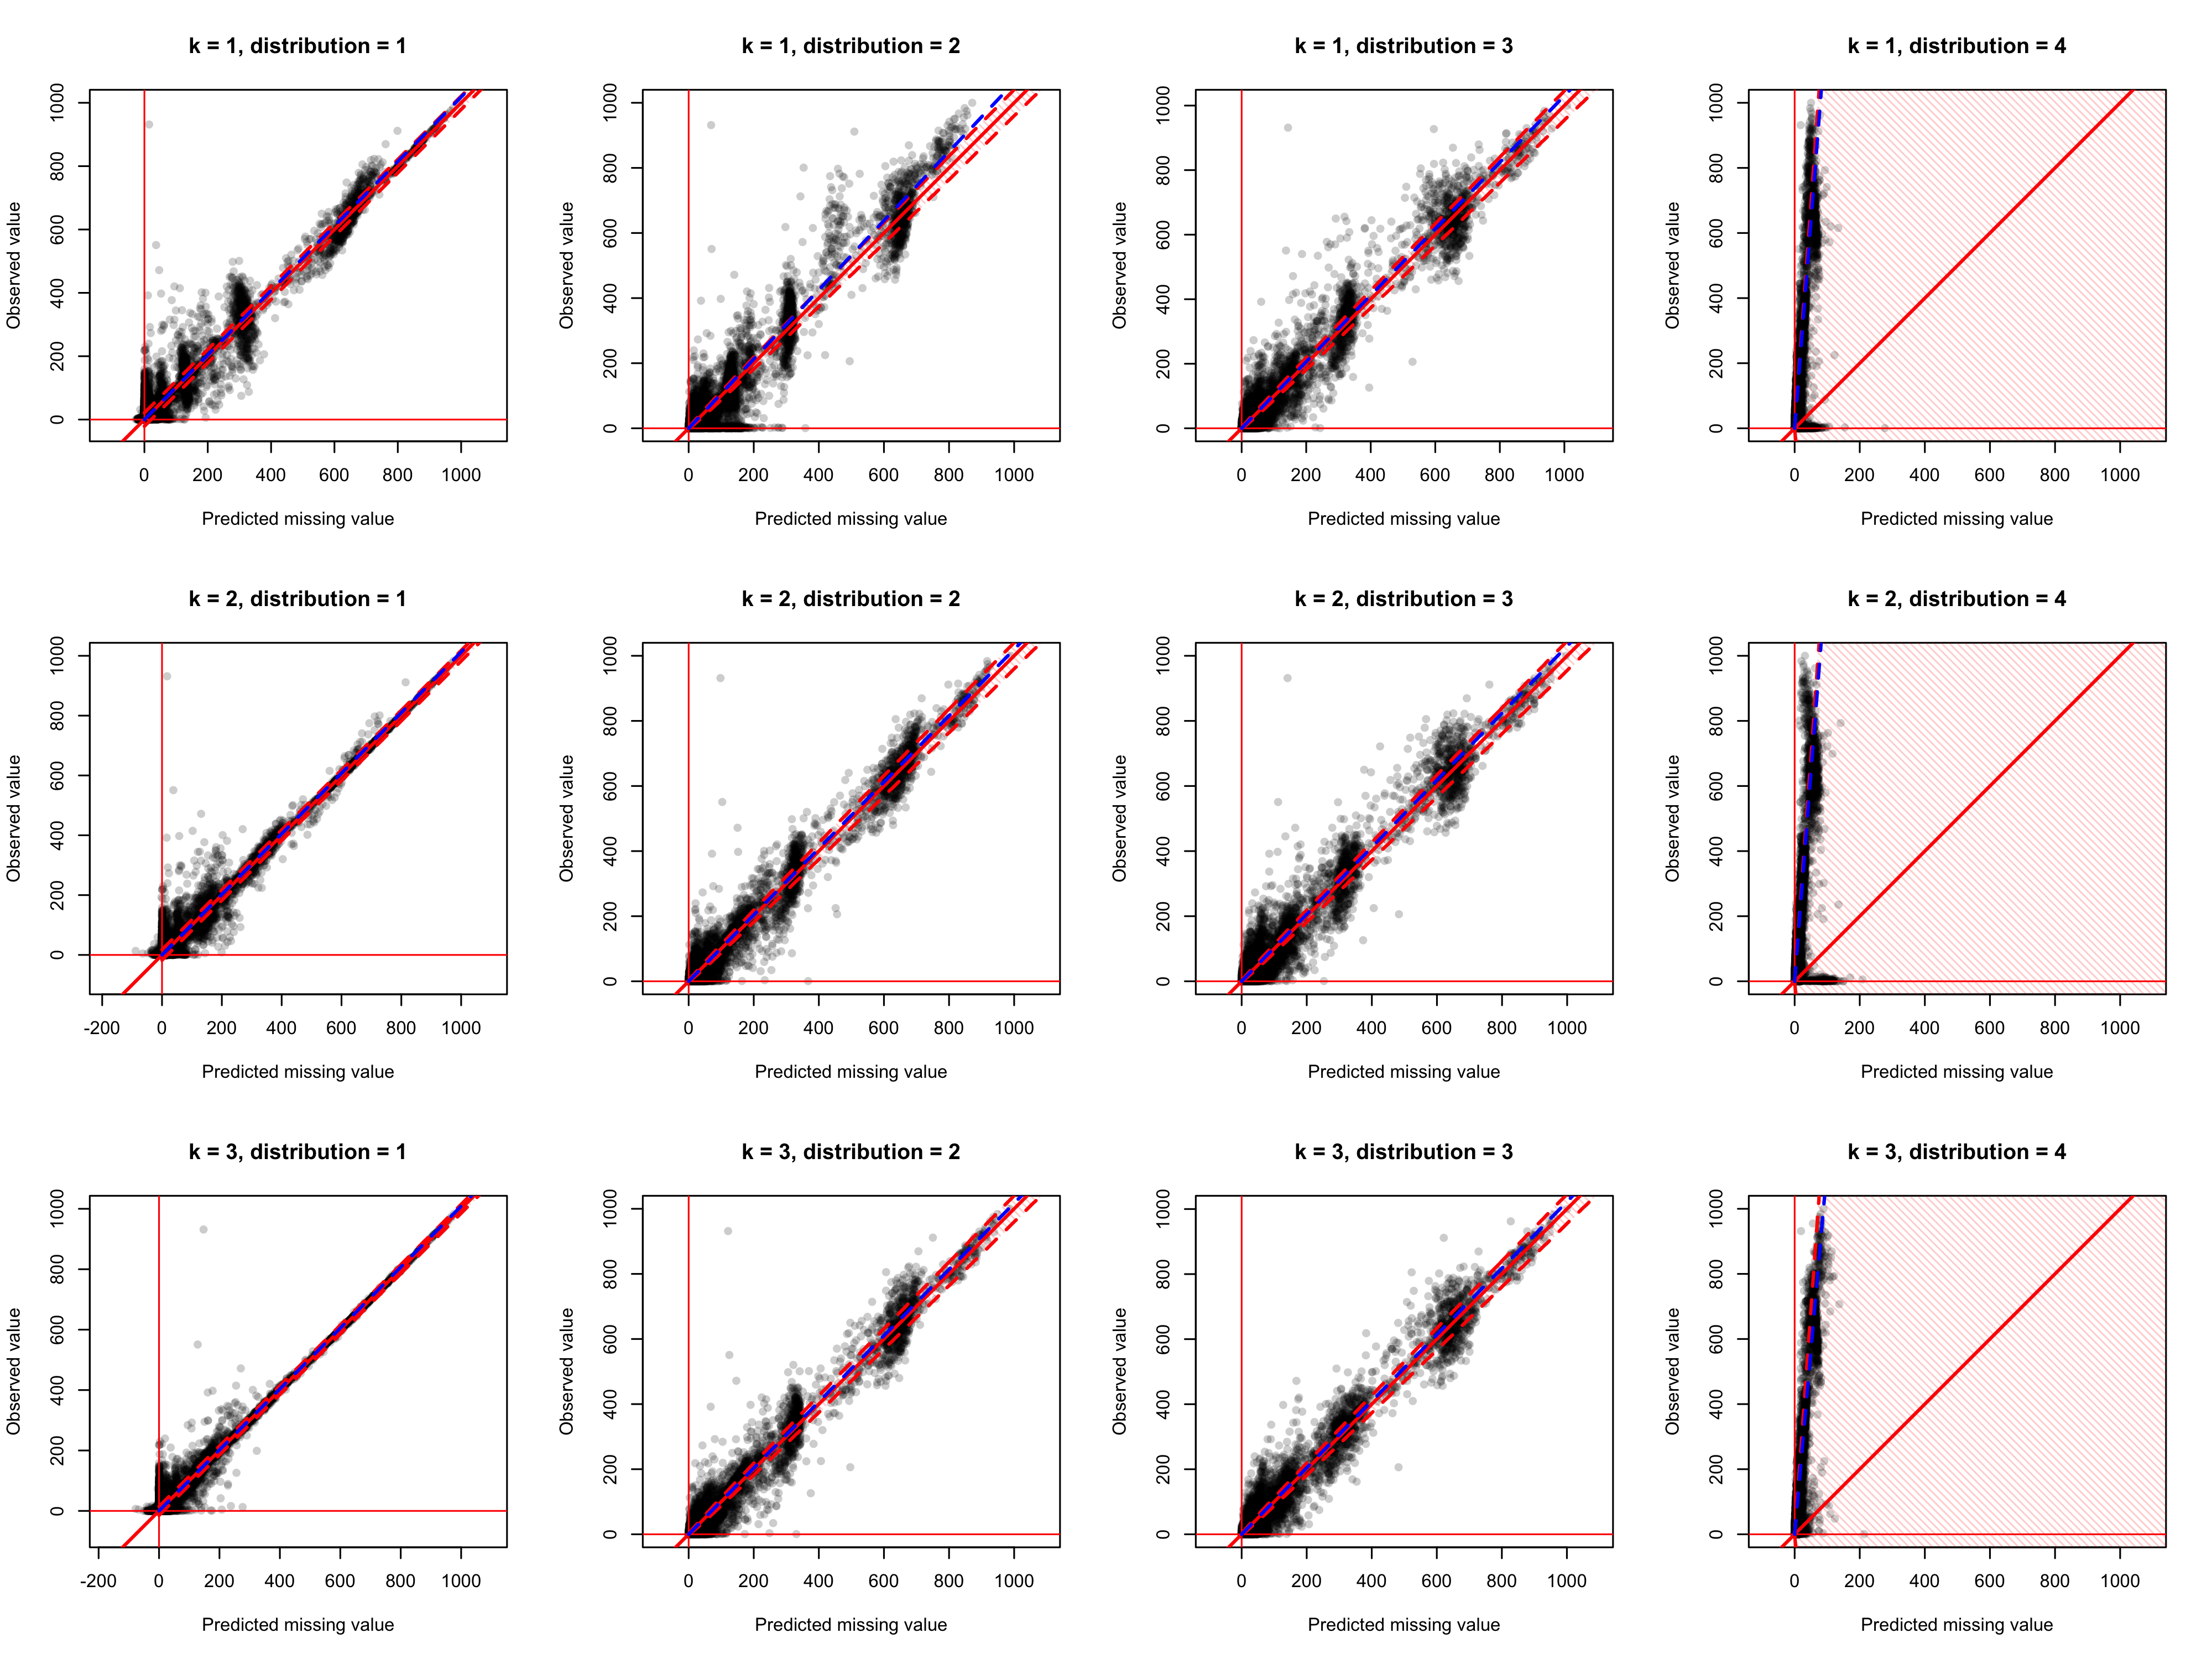 k = 1, distribution = 1
Observed value
0 200 400 600 800 1000
0 200 400 600 800 1000
Predicted missing value
k = 1, distribution = 2
Observed value
0 200 400 600 800 1000
0 200 400 600 800 1000
Predicted missing value
k = 1, distribution = 3
Observed value
0 200 400 600 800 1000
0 200 400 600 800 1000
Predicted missing value
k = 1, distribution = 4
Observed value
0 200 400 600 800 1000
0 200 400 600 800 1000
Predicted missing value
k = 2, distribution = 1
Observed value
0 200 400 600 800 1000
-200 0 200 400 600 800 1000
Predicted missing value
k = 2, distribution = 2
Observed value
0 200 400 600 800 1000
0 200 400 600 800 1000
Predicted missing value
k = 2, distribution = 3
Observed value
0 200 400 600 800 1000
0 200 400 600 800 1000
Predicted missing value
k = 2, distribution = 4
Observed value
0 200 400 600 800 1000
0 200 400 600 800 1000
Predicted missing value
k = 3, distribution = 1
Observed value
0 200 400 600 800 1000
-200 0 200 400 600 800 1000
Predicted missing value
k = 3, distribution = 2
Observed value
0 200 400 600 800 1000
0 200 400 600 800 1000
Predicted missing value
k = 3, distribution = 3
Observed value
0 200 400 600 800 1000
0 200 400 600 800 1000
Predicted missing value
k = 3, distribution = 4
Observed value
0 200 400 600 800 1000
0 200 400 600 800 1000
Predicted missing value